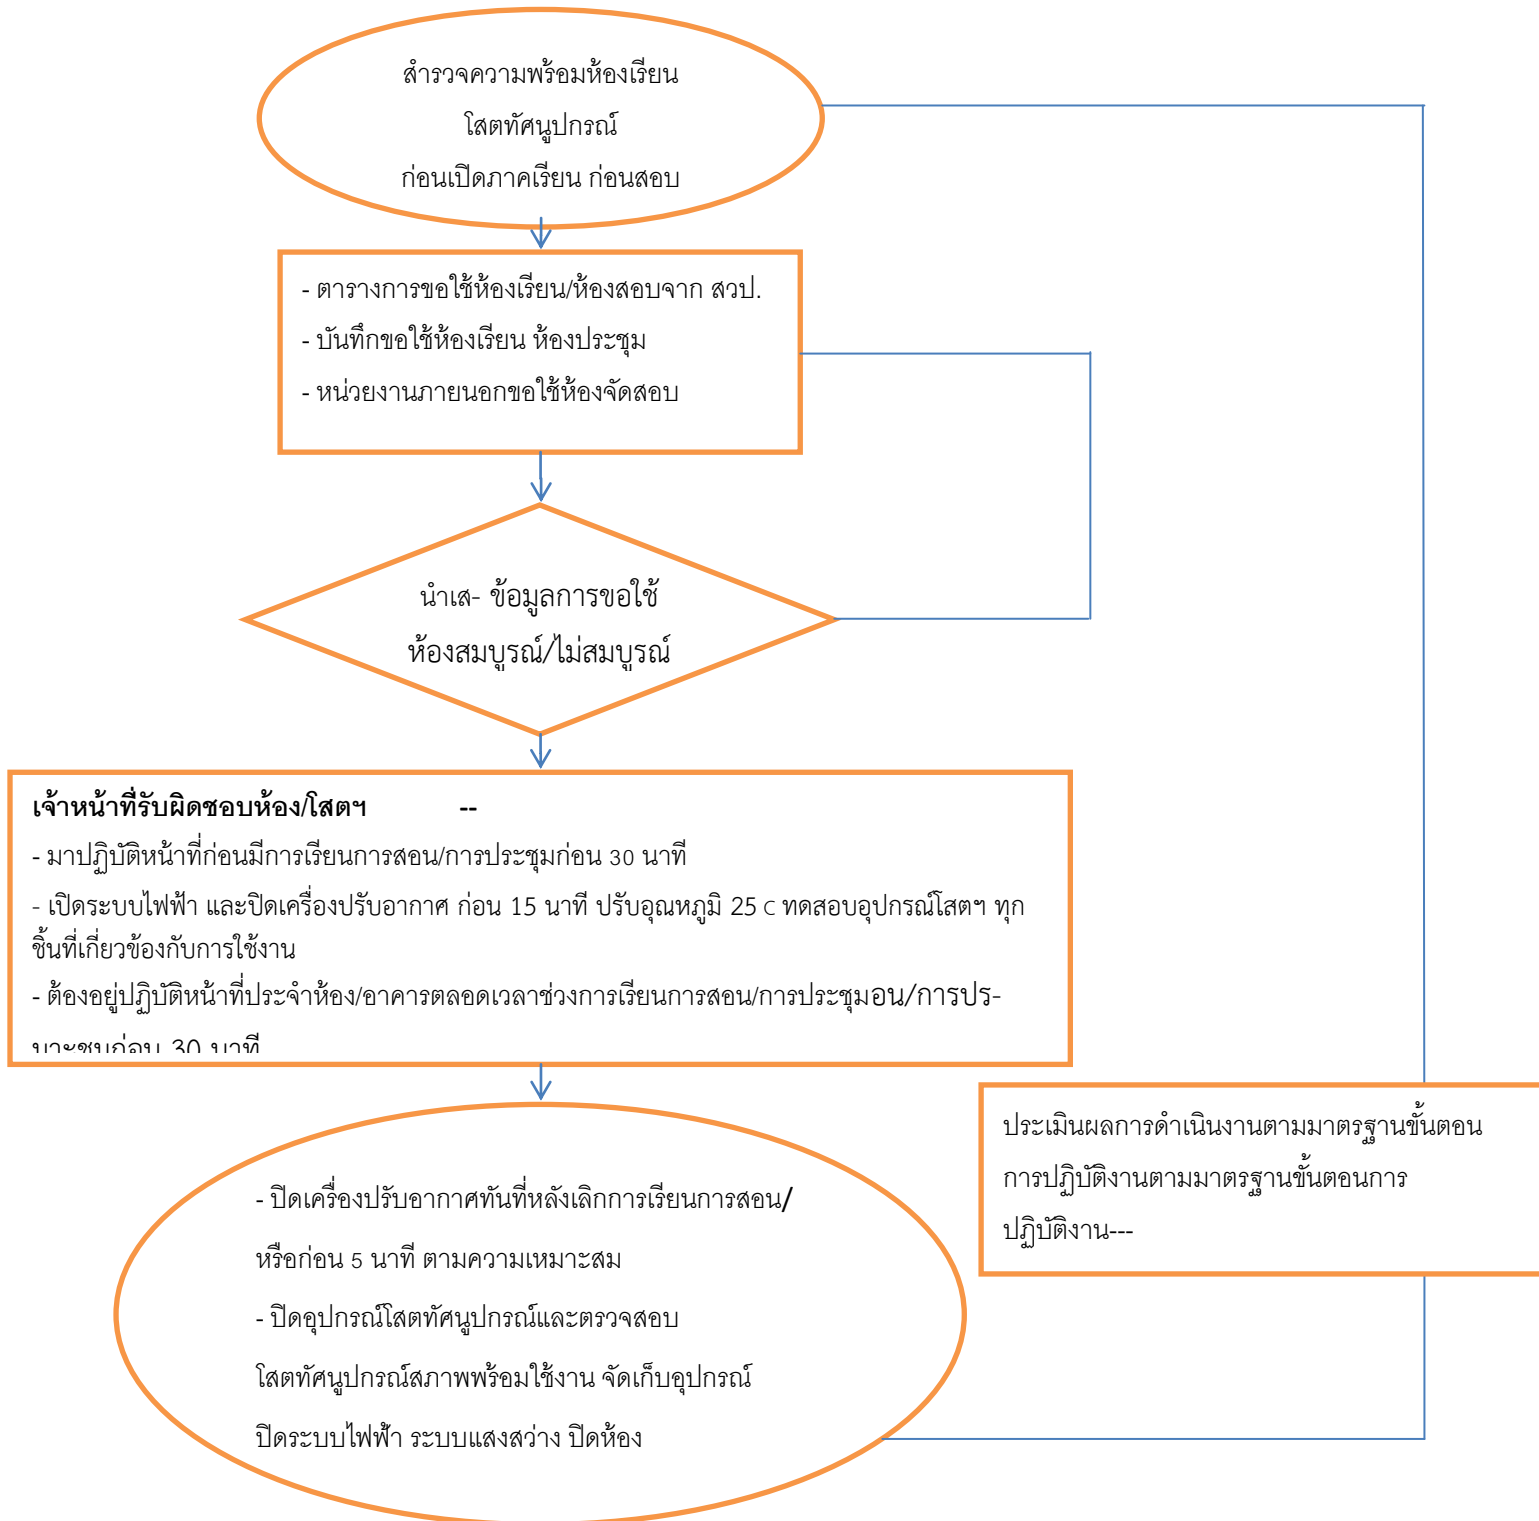 สำรวจความพร้อมห้องเรียน
โสตทัศนูปกรณ์
ก่อนเปิดภาคเรียน ก่อนสอบ
- ตารางการขอใช้ห้องเรียน/ห้องสอบจาก สวป.
- บันทึกขอใช้ห้องเรียน ห้องประชุม
- หน่วยงานภายนอกขอใช้ห้องจัดสอบ
นำเส- ข้อมูลการขอใช้
ห้องสมบูรณ์/ไม่สมบูรณ์
เจ้าหน้าที่รับผิดชอบห้อง/โสตฯ --
- มาปฏิบัติหน้าที่ก่อนมีการเรียนการสอน/การประชุมก่อน 30 นาที
- เปิดระบบไฟฟ้า และปิดเครื่องปรับอากาศ ก่อน 15 นาที ปรับอุณหภูมิ 25 C ทดสอบอุปกรณ์โสตฯ ทุก
ชิ้นที่เกี่ยวข้องกับการใช้งาน
- ต้องอยู่ปฏิบัติหน้าที่ประจำห้อง/อาคารตลอดเวลาช่วงการเรียนการสอน/การประชุมอน/การปร-
ก่อน 30 นาที
ประเมินผลการดำเนินงานตามมาตรฐานขั้นตอน
การปฏิบัติงานตามมาตรฐานขั้นตอนการ
ปฏิบัติงาน---
- ปิดเครื่องปรับอากาศทันที่หลังเลิกการเรียนการสอน/
หรือก่อน 5 นาที ตามความเหมาะสม
- ปิดอุปกรณ์โสตทัศนูปกรณ์และตรวจสอบ
โสตทัศนูปกรณ์สภาพพร้อมใช้งาน จัดเก็บอุปกรณ์
ปิดระบบไฟฟ้า ระบบแสงสว่าง ปิดห้อง